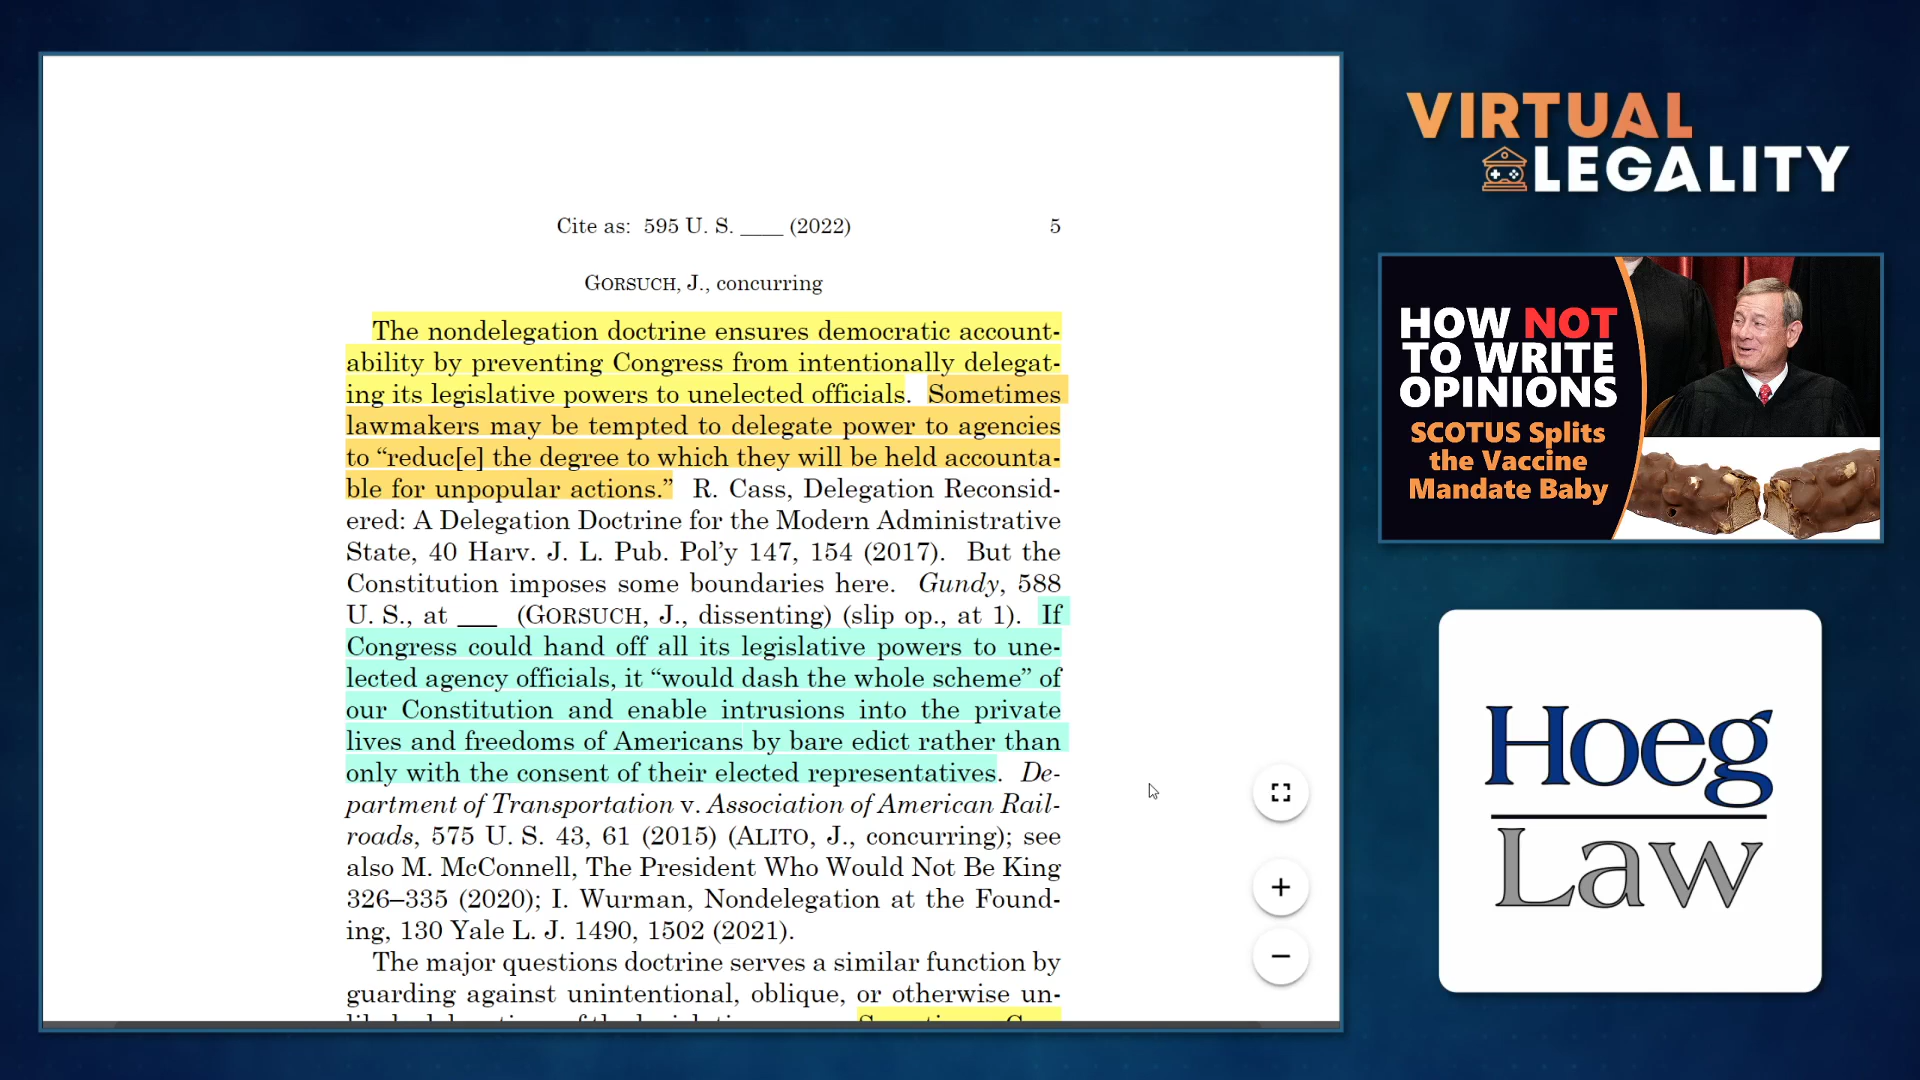 Cite as: 595 U. S. ____ (2022) 5
GORSUCH, J., concurring
The nondelegation doctrine ensures democratic account-
ability by preventing Congress from intentionally delegat-
ing its legislative powers to unelected officials. Sometimes
lawmakers may be tempted to delegate power to agencies
to “reduc[e] the degree to which they will be held accounta-
ble for unpopular actions.” R. Cass, Delegation Reconsid-
ered: A Delegation Doctrine for the Modern Administrative
State, 40 Harv. J. L. Pub. Pol’y 147, 154 (2017). But the
Constitution imposes some boundaries here. Gundy, 588
U. S., at ___ (GORSUCH, J., dissenting) (slip op., at 1). If
Congress could hand off all its legislative powers to une-
lected agency officials, it “would dash the whole scheme” of
our Constitution and enable intrusions into the private
lives and freedoms of Americans by bare edict rather than
only with the consent of their elected representatives. De-
partment of Transportation v. Association of American Rail-
roads, 575 U. S. 43, 61 (2015) (ALITO, J., concurring); see
also M. McConnell, The President Who Would Not Be King
326–335 (2020); I. Wurman, Nondelegation at the Found-
ing, 130 Yale L. J. 1490, 1502 (2021).
The major questions doctrine serves a similar function by
guarding against unintentional, oblique, or otherwise un-
VIRTUAL
LEGALITY
HOW NOT
TO WRITE
OPINIONS
SCOTUS Splits
the Vaccine
Mandate Baby
Hoeg
Law